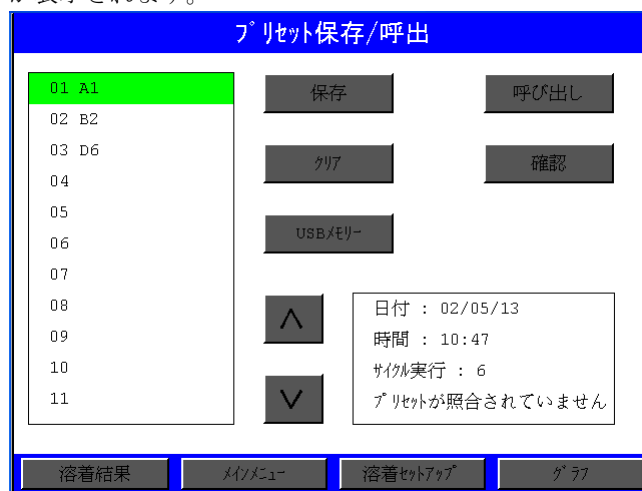 が表示されます。
プリセット保存/呼出
01 A1
02 B2
03 D6
04
05
06
07
08
09
10
11
保存
呼び出し
クリア
確認
USBメモリー
∧
∨
日付 : 02/05/13
時間 : 10:47
サイクル実行 : 6
プリセットが照合されていません
溶着結果
メインメニュー
溶着セットアップ
グラフ